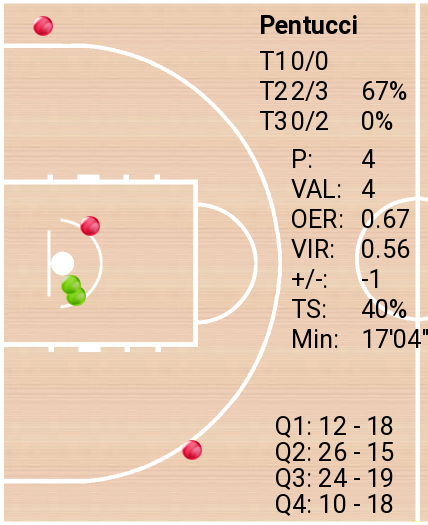 Pentucci
T1 0/0
T2 2/3 67%
T3 0/2 0%
P: 4
VAL: 4
OER: 0.67
VIR: 0.56
+/-: -1
TS: 40%
Min: 17'04"
Q1: 12 - 18
Q2: 26 - 15
Q3: 24 - 19
Q4: 10 - 18